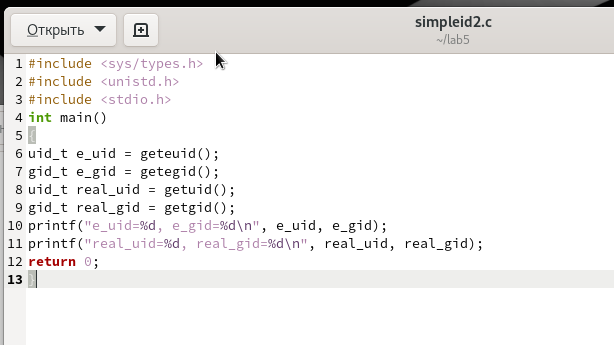 Открыть
simpleid2.c
~/lab5
1 #include <sys/types.h>
2 #include <unistd.h>
3 #include <stdio.h>
4 int main()
5 {
6 uid_t e_uid = geteuid();
7 gid_t e_gid = getegid();
8 uid_t real_uid = getuid();
9 gid_t real_gid = getgid();
10 printf("e_uid=%d, e_gid=%d\n", e_uid, e_gid);
11 printf("real_uid=%d, real_gid=%d\n", real_uid, real_gid);
12 return 0;
13 }